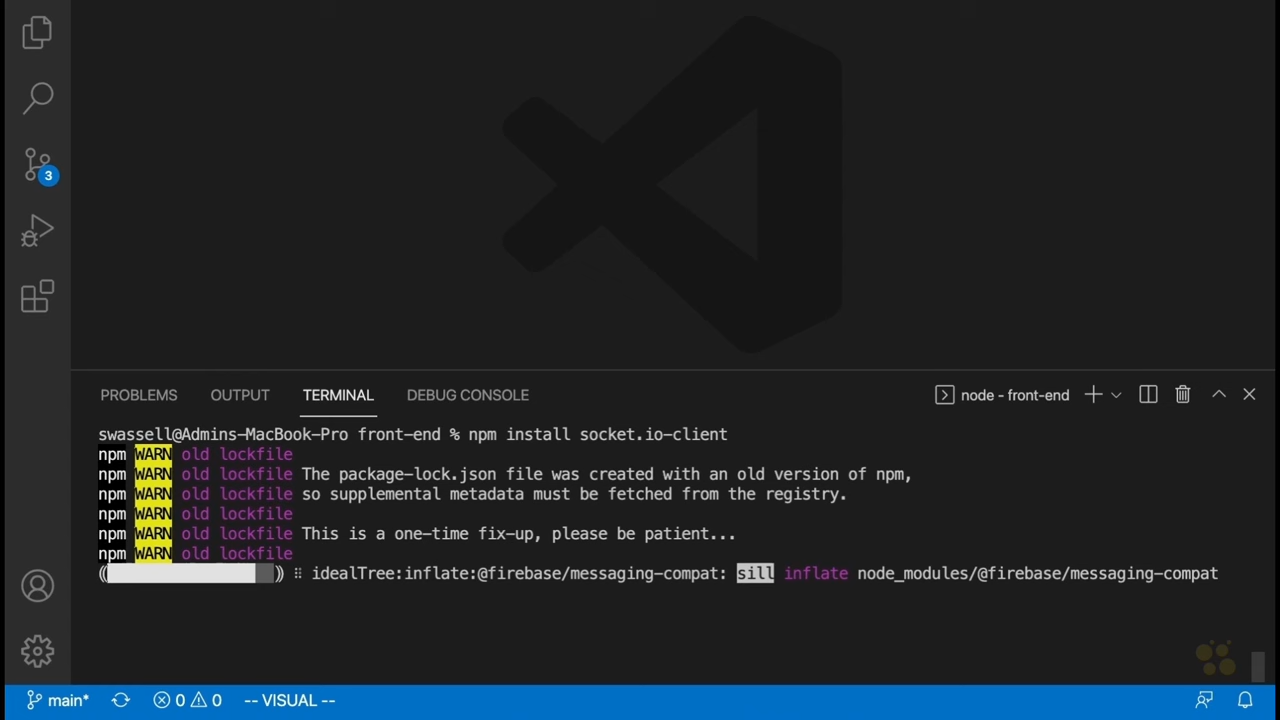 3
PROBLEMS OUTPUT TERMINAL DEBUG CONSOLE node - front-end
swassell@Admins-MacBook-Pro front-end % npm install socket.io-client
npm WARN old lockfile
npm WARN old lockfile The package-lock.json file was created with an old version of npm,
npm WARN old lockfile so supplemental metadata must be fetched from the registry.
npm WARN old lockfile
npm WARN old lockfile This is a one-time fix-up, please be patient...
npm WARN old lockfile
(( )) ⠿ idealTree:inflate:@firebase/messaging-compat: sill inflate node_modules/@firebase/messaging-compat
main* 0 0 -- VISUAL --